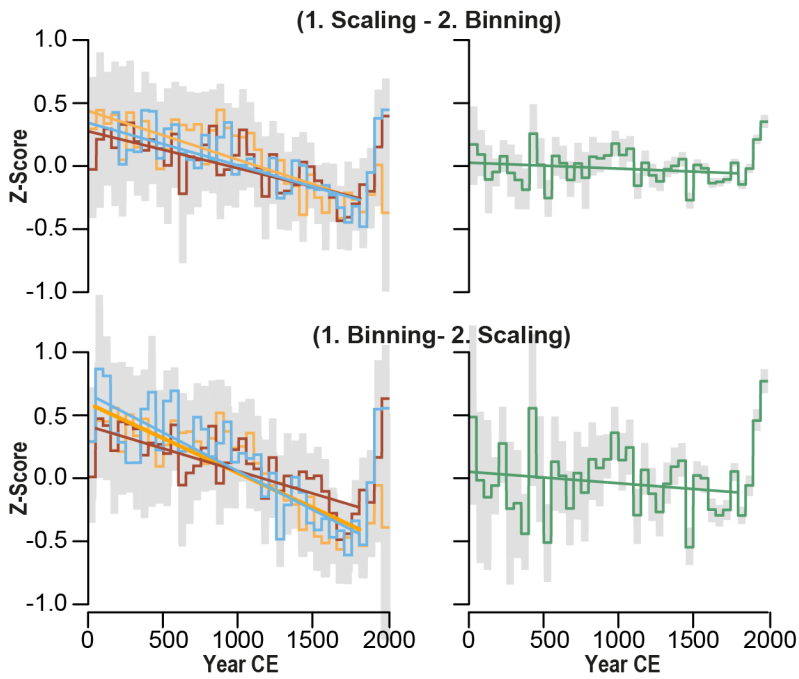 (1. Scaling - 2. Binning)
1.0
0.5
0.0
-0.5
-1.0
Z-Score
(1. Binning- 2. Scaling)
1.0
0.5
0.0
-0.5
-1.0
Z-Score
0 500 1000 1500 2000
0 500 1000 1500 2000
Year CE
Year CE